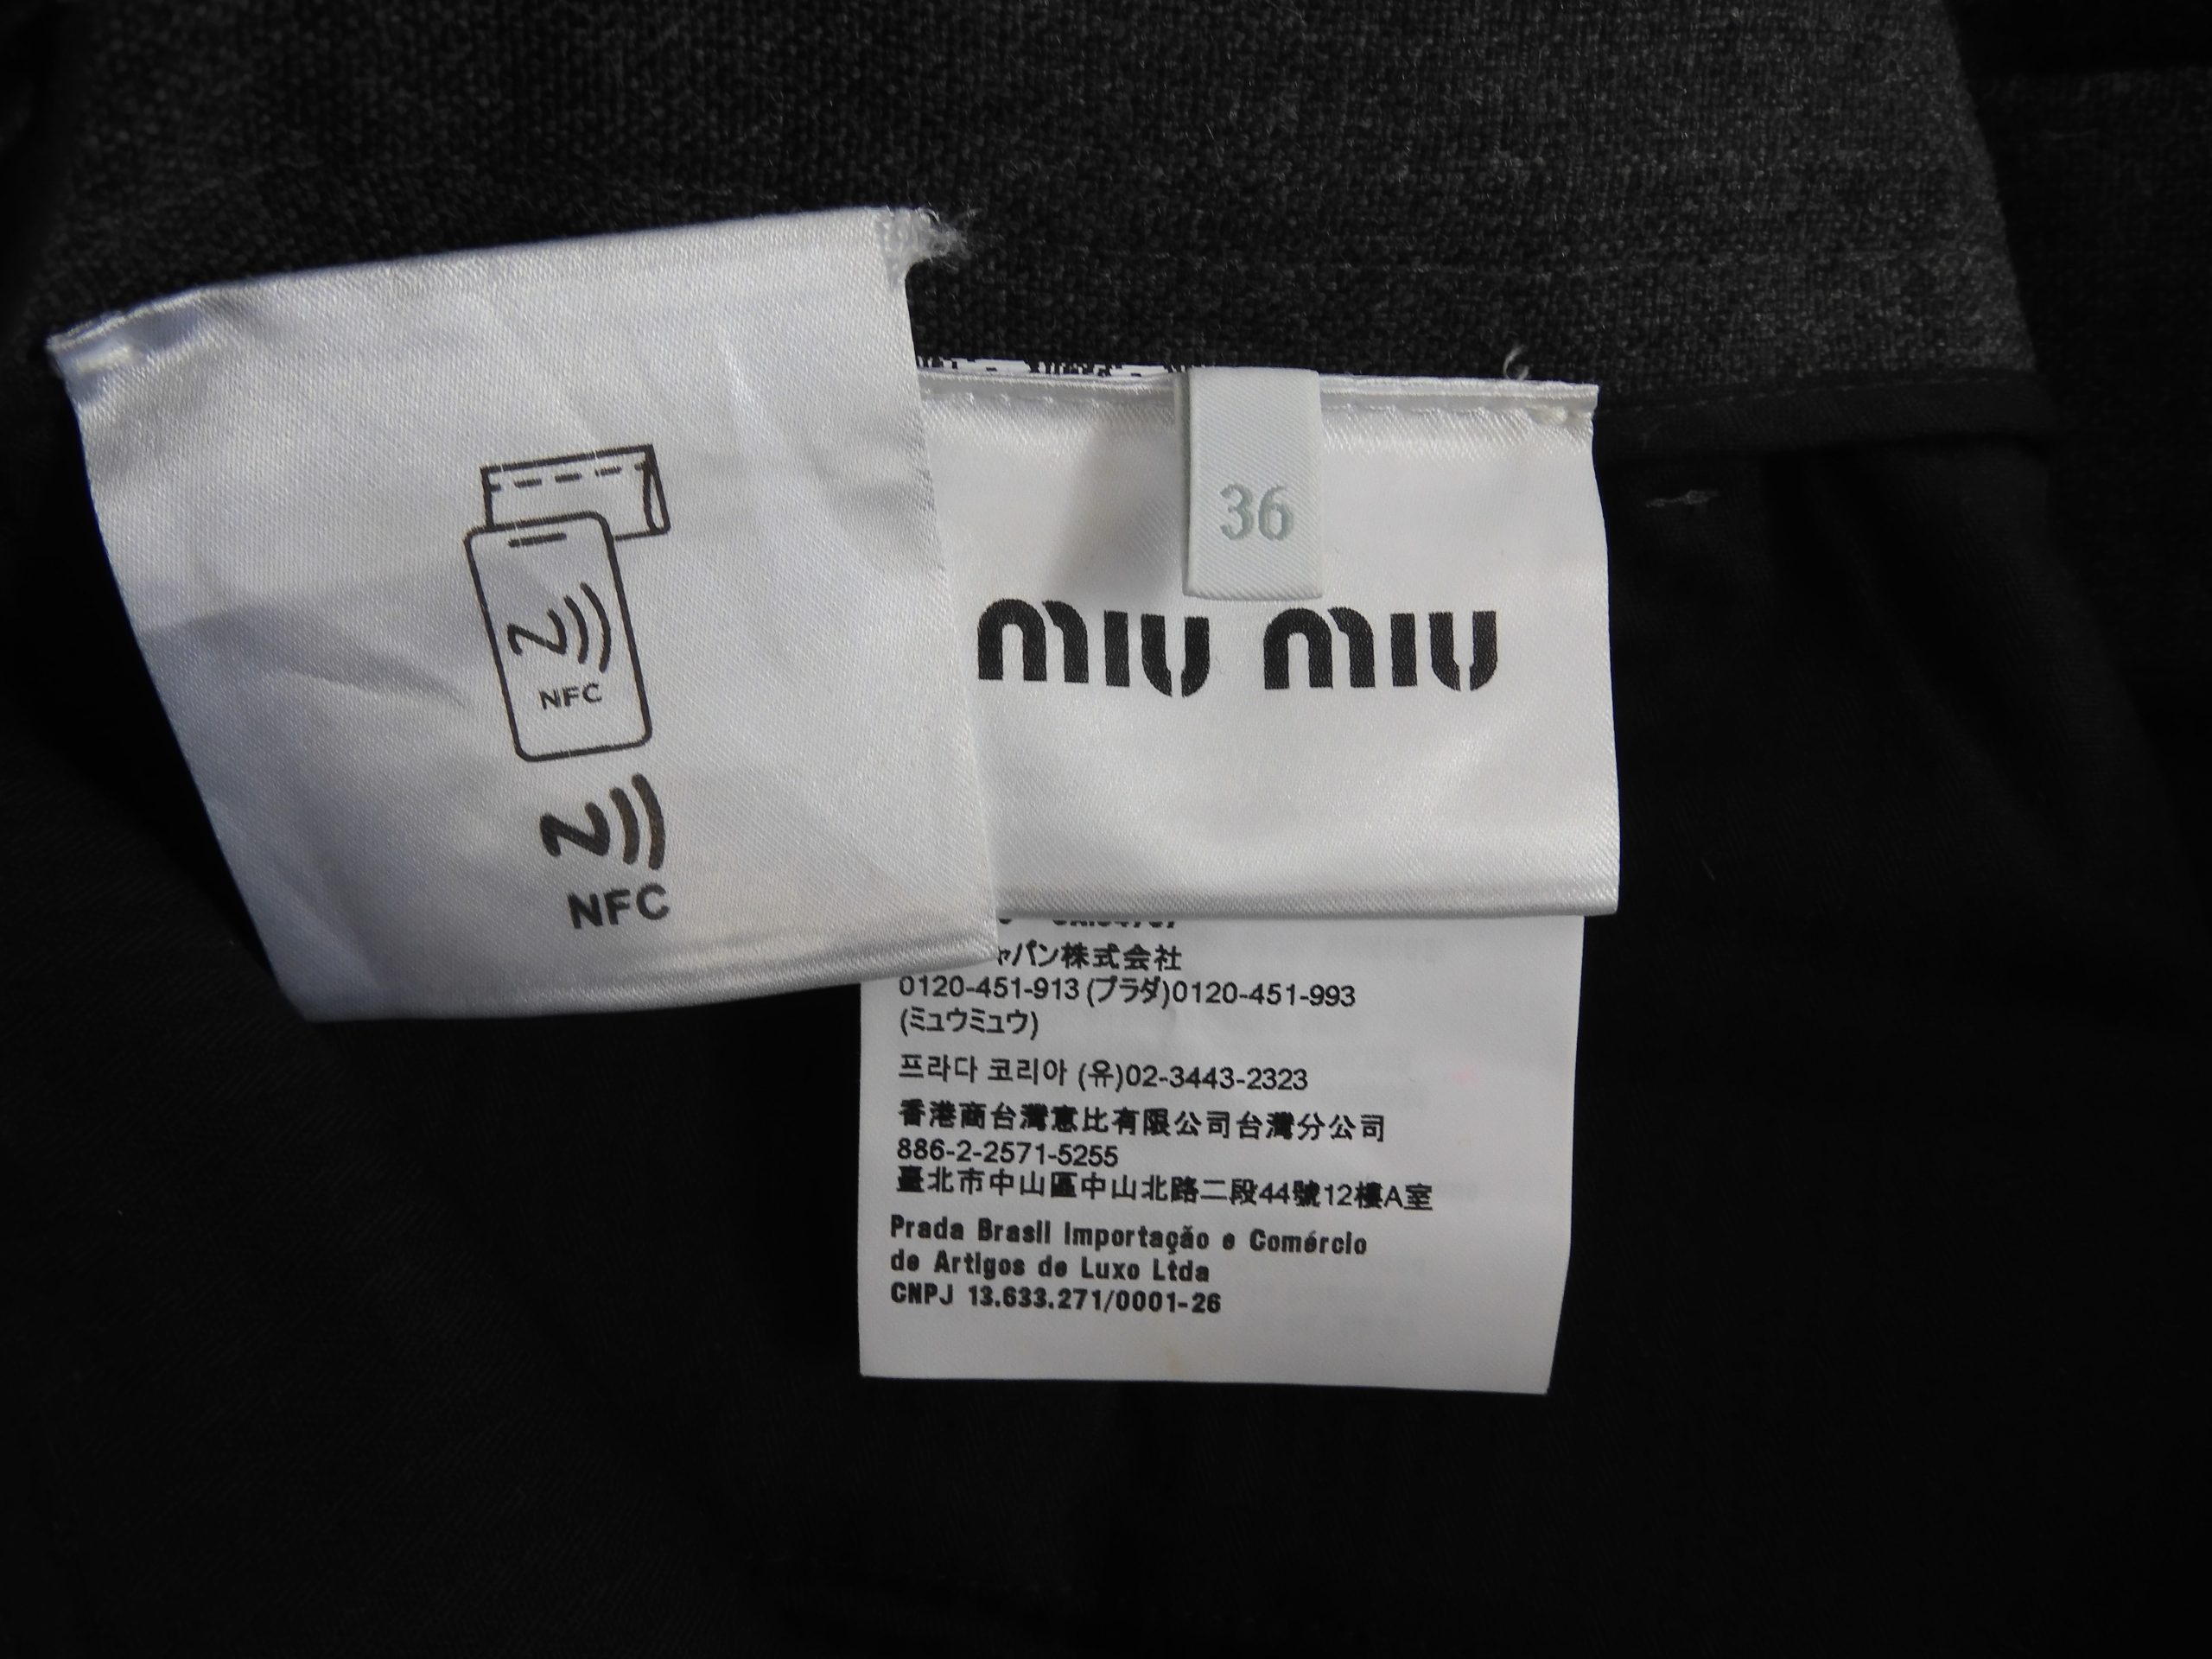 NFC
NFC
36
MIU MIU
ャパン株式会社
0120-451-913 (プラダ)0120-451-993
(ミュウミュウ)
프라다 코리아 (유)02-3443-2323
香港商台灣惠比有限公司台灣分公司
886-2-2571-5255
臺北市中山區中山北路二段44號12樓A室
Prada Brasil Importação e Comércio
de Artigos de Luxo Ltda
CNPJ 13.633.271/0001-26